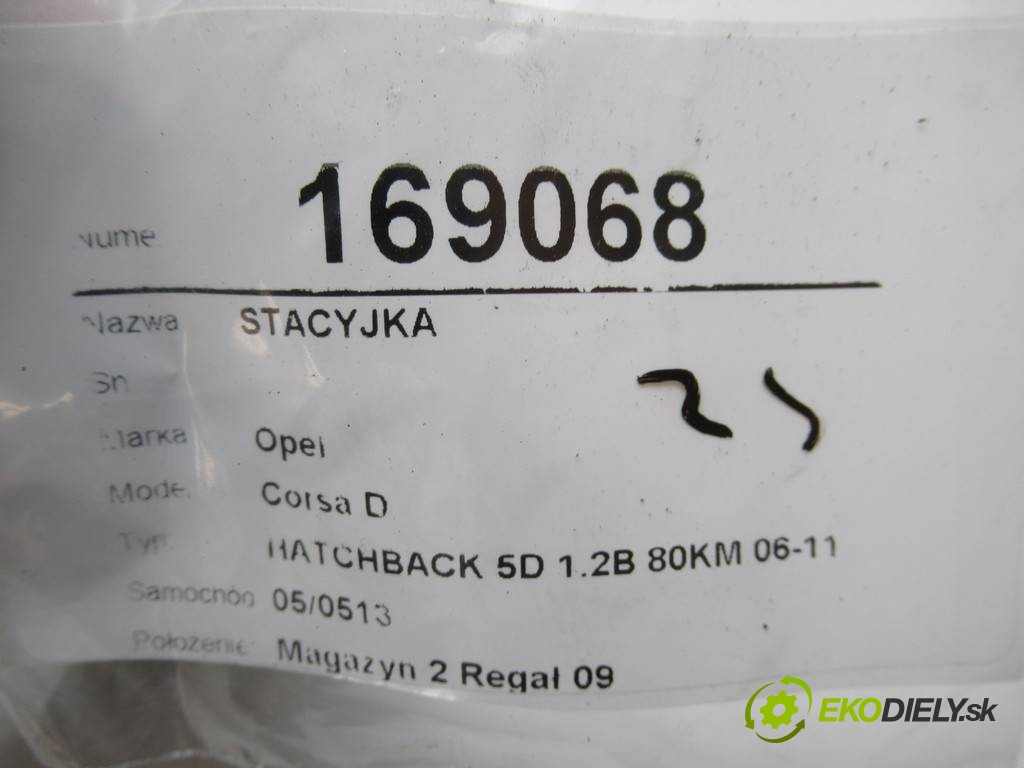 Nume 169068
Nazwa STACYJKA
Sn
Marka Opel
Model Corsa D
Typ HATCHBACK 5D 1.2B 80KM 06-11
Samochód 05/0513
Położenie Magazyn 2 Regał 09
EKODIELY.sk